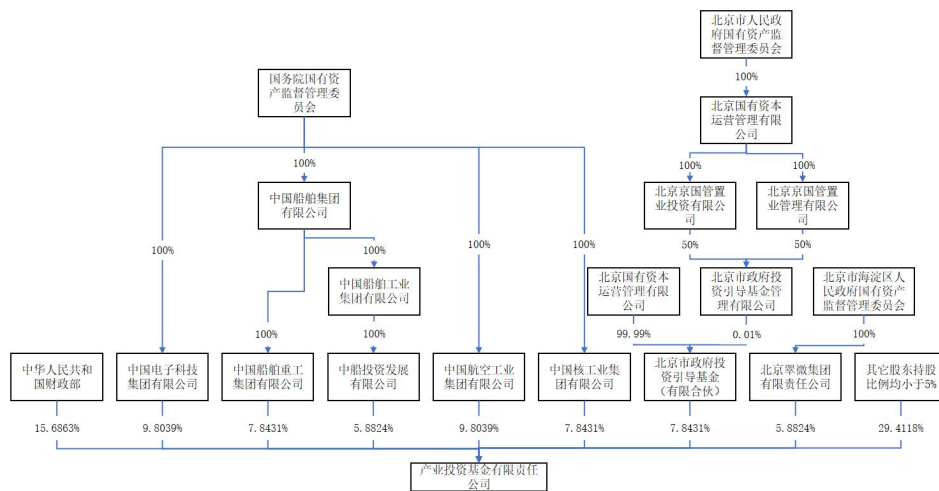 北京市人民政
府国有资产监
督管理委员会
100%
国务院国有资
产监督管理委
员会
北京国有资本
运营管理有限
公司
100%
100%
100%
中国船舶集团
有限公司
北京京国管置
业投资有限公
司
北京京国管置
业管理有限公
司
50%
50%
100%
100%
100%
100%
中国船舶工业
集团有限公司
北京国有资本
运营管理有限
公司
北京市政府投
资引导基金管
理有限公司
北京市海淀区人
民政府国有资产
监督管理委员会
100%
100%
99.99%
0.01%
100%
中华人民共和
国财政部
中国电子科技
集团有限公司
中国船舶重工
集团有限公司
中船投资发展
有限公司
中国航空工业
集团有限公司
中国核工业集
团有限公司
北京市政府投
资引导基金
（有限合伙）
北京翠微集团
有限责任公司
其它股东持股
比例均小于5%
15.6863%
9.8039%
7.8431%
5.8824%
9.8039%
7.8431%
7.8431%
5.8824%
29.4118%
产业投资基金有限责任
公司